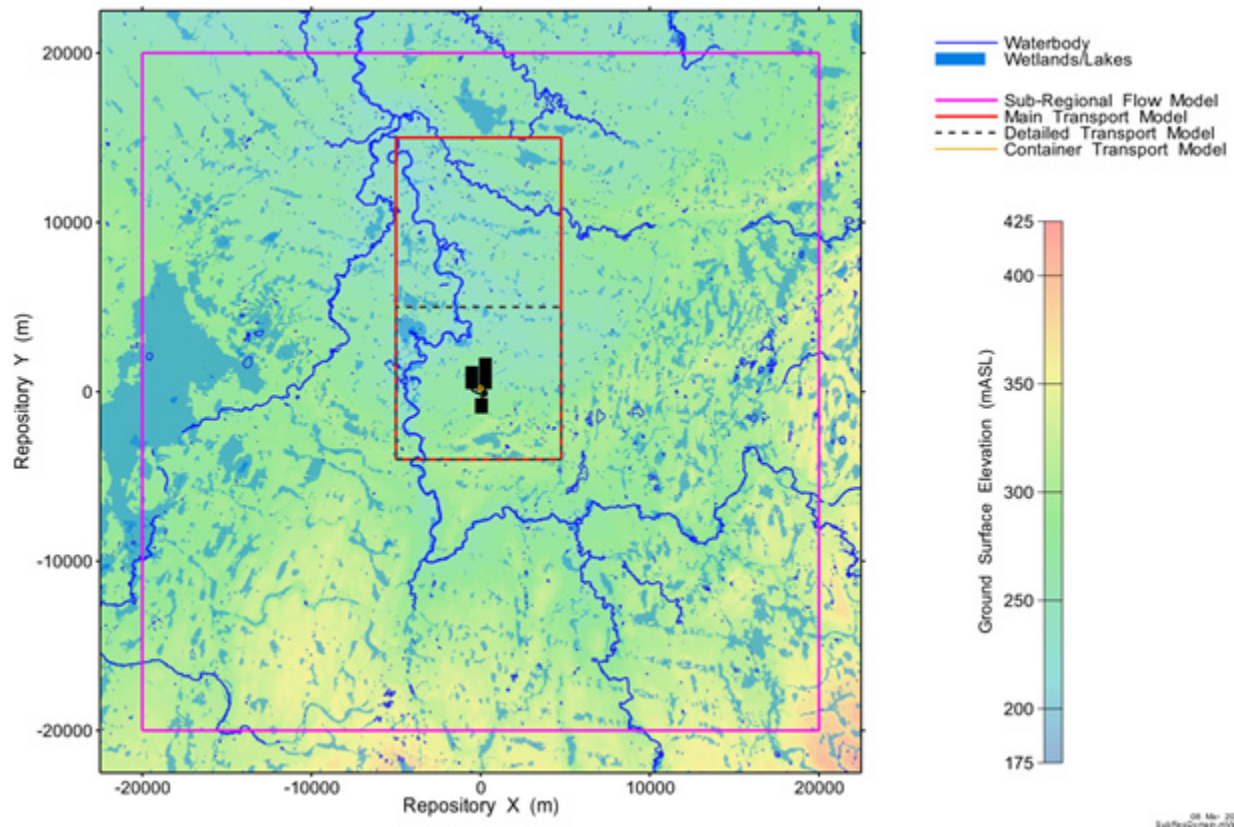 20000
10000
0
-10000
-20000
Repository Y (m)
-20000
-10000
0
10000
20000
Repository X (m)
Waterbody
Wetlands/Lakes
Sub-Regional Flow Model
Main Transport Model
Detailed Transport Model
Container Transport Model
425
400
350
300
250
200
175
Ground Surface Elevation (mASL)